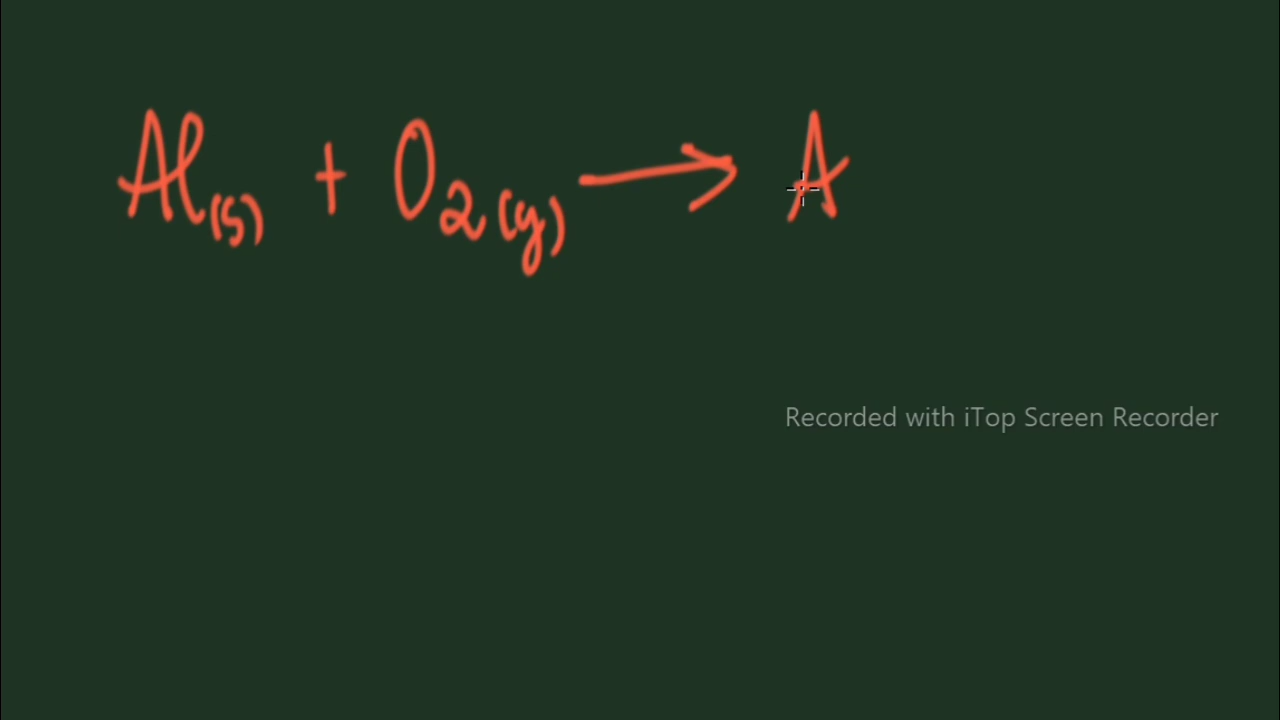 Al(s) + O2(g) → A
Recorded with iTop Screen Recorder